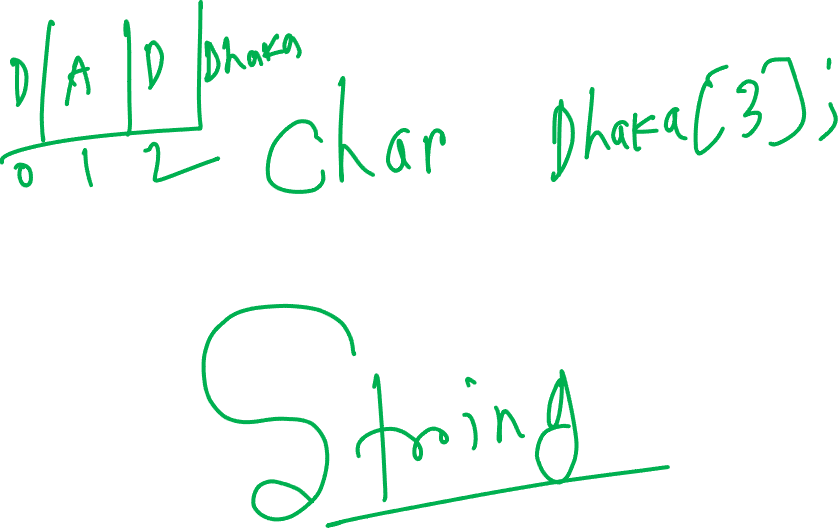 D A D Dhaka
0 1 2
Char Dhaka[3];
String